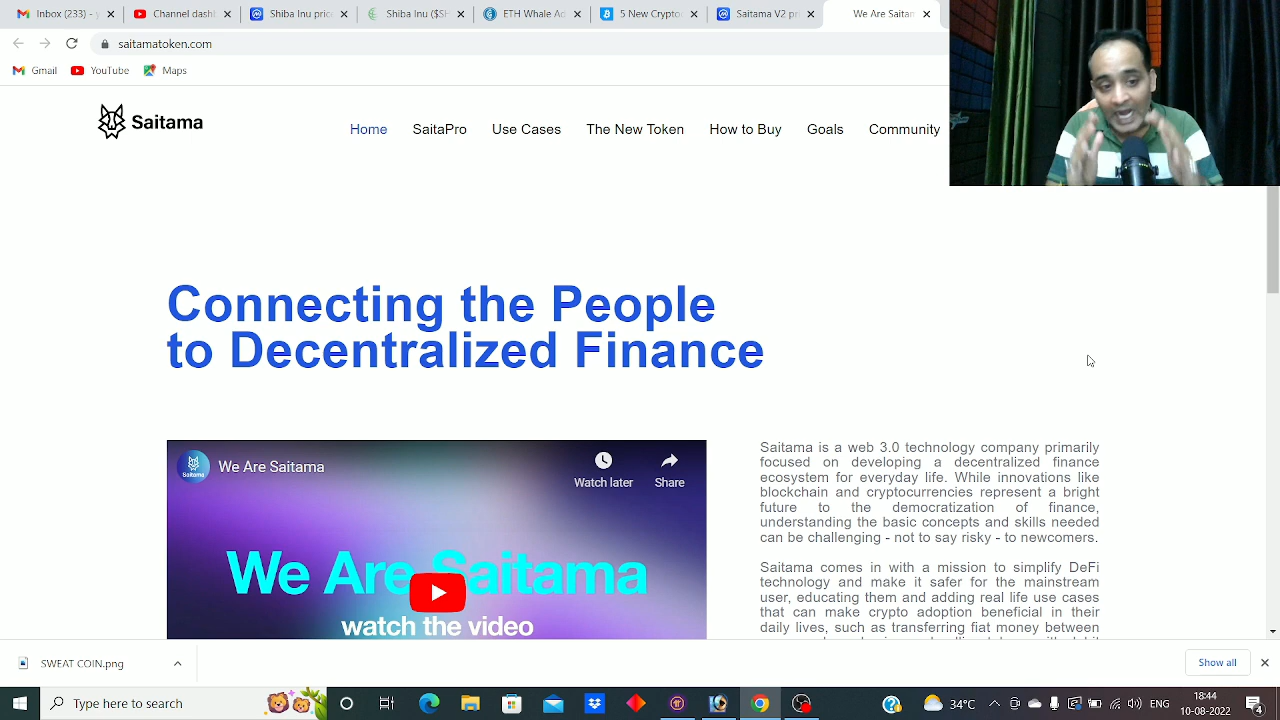 Inbox (233) - y
Channel dash
Shiba Inu price
Shiba Inu ($SH
ETH Whale Ad
5 New Crypto
Saitama V2 pr
We Are Saitam
saitamatoken.com
Gmail
YouTube
Maps
Saitama
Home
SaitaPro
Use Cases
The New Token
How to Buy
Goals
Community
Connecting the People
to Decentralized Finance
Saitama
We Are Saitama
Watch later
Share
We Are Saitama
watch the video
Saitama is a web 3.0 technology company primarily
focused on developing a decentralized finance
ecosystem for everyday life. While innovations like
blockchain and cryptocurrencies represent a bright
future to the democratization of finance,
understanding the basic concepts and skills needed
can be challenging - not to say risky - to newcomers.
Saitama comes in with a mission to simplify DeFi
technology and make it safer for the mainstream
user, educating them and adding real life use cases
that can make crypto adoption beneficial in their
daily lives, such as transferring fiat money between
SWEAT COIN.png
Show all
Type here to search
34°C
ENG
18:44
10-08-2022
4